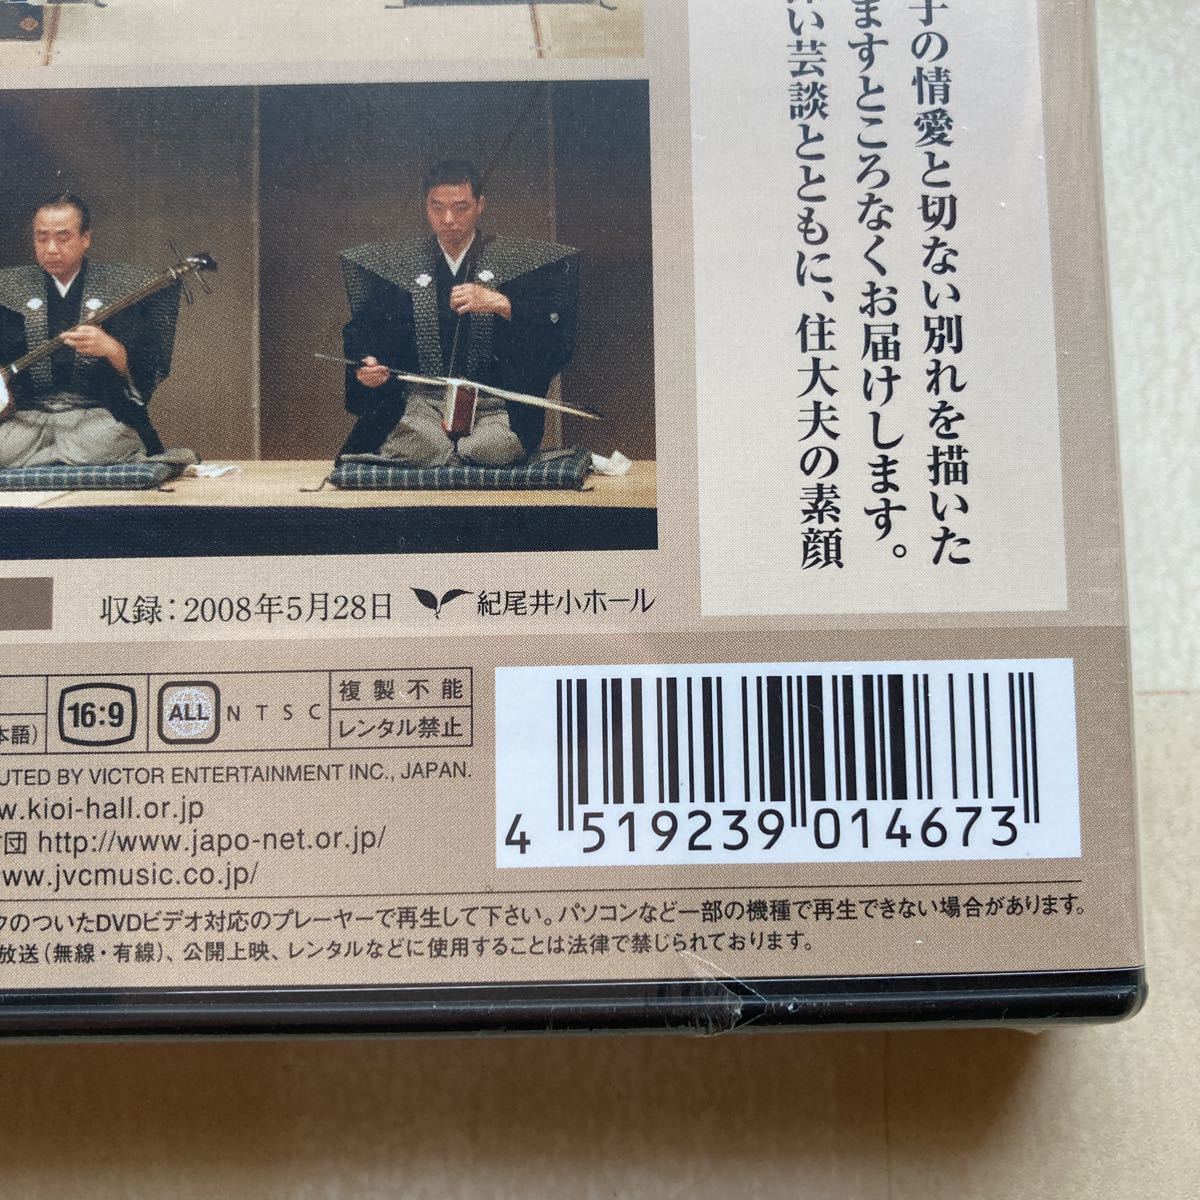 子の情愛と切ない別れを描いた
ますところなくお届けします。
い芸談とともに、住大夫の素顔
収録：2008年5月28日 紀尾井小ホール
本語)
16:9
ALL
NTSC
複製不能
レンタル禁止
UTED BY VICTOR ENTERTAINMENT INC., JAPAN.
w.kioi-hall.or.jp
団 http://www.japo-net.or.jp/
www.jvcmusic.co.jp/
4 519239 014673
クのついたDVDビデオ対応のプレーヤーで再生して下さい。パソコンなど一部の機種で再生できない場合があります。
放送(無線・有線)、公開上映、レンタルなどに使用することは法律で禁じられております。